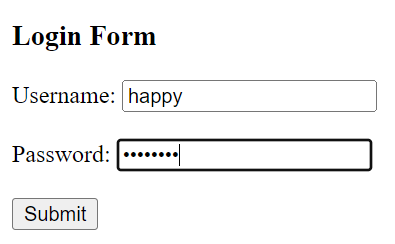 Login Form
Username: happy
Password: ••••••••
Submit